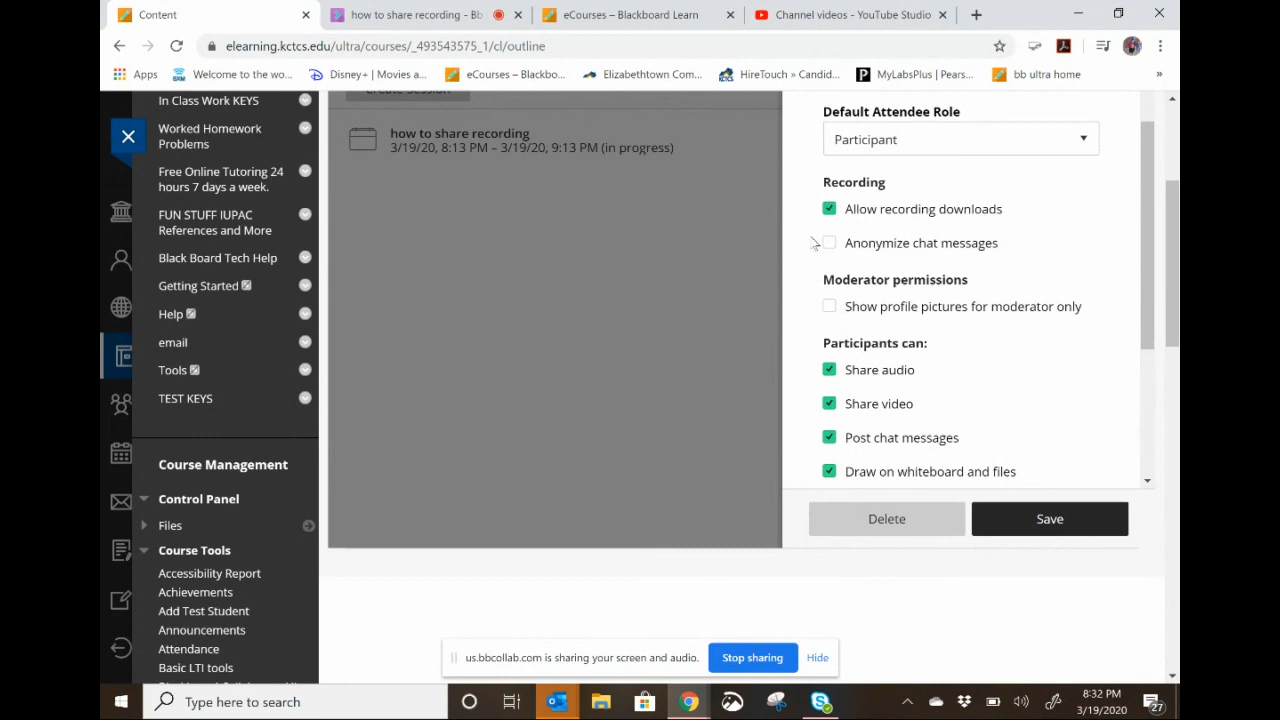 Content
how to share recording - Bb
eCourses – Blackboard Learn
Channel videos - YouTube Studio
elearning.kctcs.edu/ultra/courses/_493543575_1/cl/outline
Apps
Welcome to the wo...
Disney+ | Movies a...
eCourses – Blackbo...
Elizabethtown Com...
HireTouch » Candid...
MyLabsPlus | Pears...
bb ultra home
In Class Work KEYS
Worked Homework
Problems
Free Online Tutoring 24
hours 7 days a week.
FUN STUFF IUPAC
References and More
Black Board Tech Help
Getting Started
Help
email
Tools
TEST KEYS
Course Management
Control Panel
Files
Course Tools
Accessibility Report
Achievements
Add Test Student
Announcements
Attendance
Basic LTI tools
Create Session
how to share recording
3/19/20, 8:13 PM – 3/19/20, 9:13 PM (in progress)
Default Attendee Role
Participant
Recording
Allow recording downloads
Anonymize chat messages
Moderator permissions
Show profile pictures for moderator only
Participants can:
Share audio
Share video
Post chat messages
Draw on whiteboard and files
Delete
Save
us.bbcollab.com is sharing your screen and audio.
Stop sharing
Hide
Type here to search
8:32 PM
3/19/2020
27